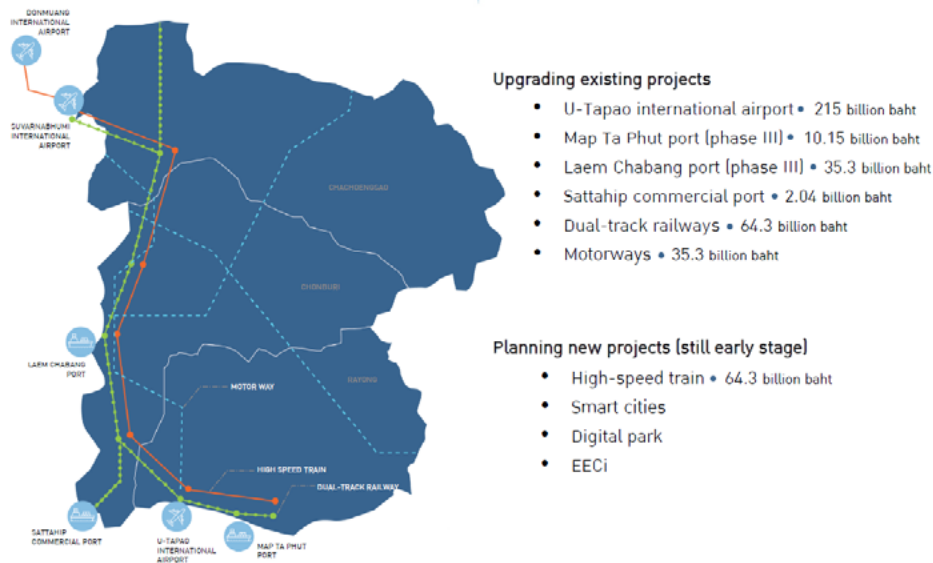 DONMUANG
INTERNATIONAL
AIRPORT
SUVARNABHUMI
INTERNATIONAL
AIRPORT
CHACHOENGSAO
CHONBURI
LAEM CHABANG
PORT
RAYONG
MOTOR WAY
HIGH SPEED TRAIN
DUAL-TRACK RAILWAY
SATTAHIP
COMMERCIAL PORT
U-TAPAO
INTERNATIONAL
AIRPORT
MAP TA PHUT
PORT
Upgrading existing projects
• U-Tapao international airport • 215 billion baht
• Map Ta Phut port (phase III) • 10.15 billion baht
• Laem Chabang port (phase III) • 35.3 billion baht
• Sattahip commercial port • 2.04 billion baht
• Dual-track railways • 64.3 billion baht
• Motorways • 35.3 billion baht
Planning new projects (still early stage)
• High-speed train • 64.3 billion baht
• Smart cities
• Digital park
• EECi